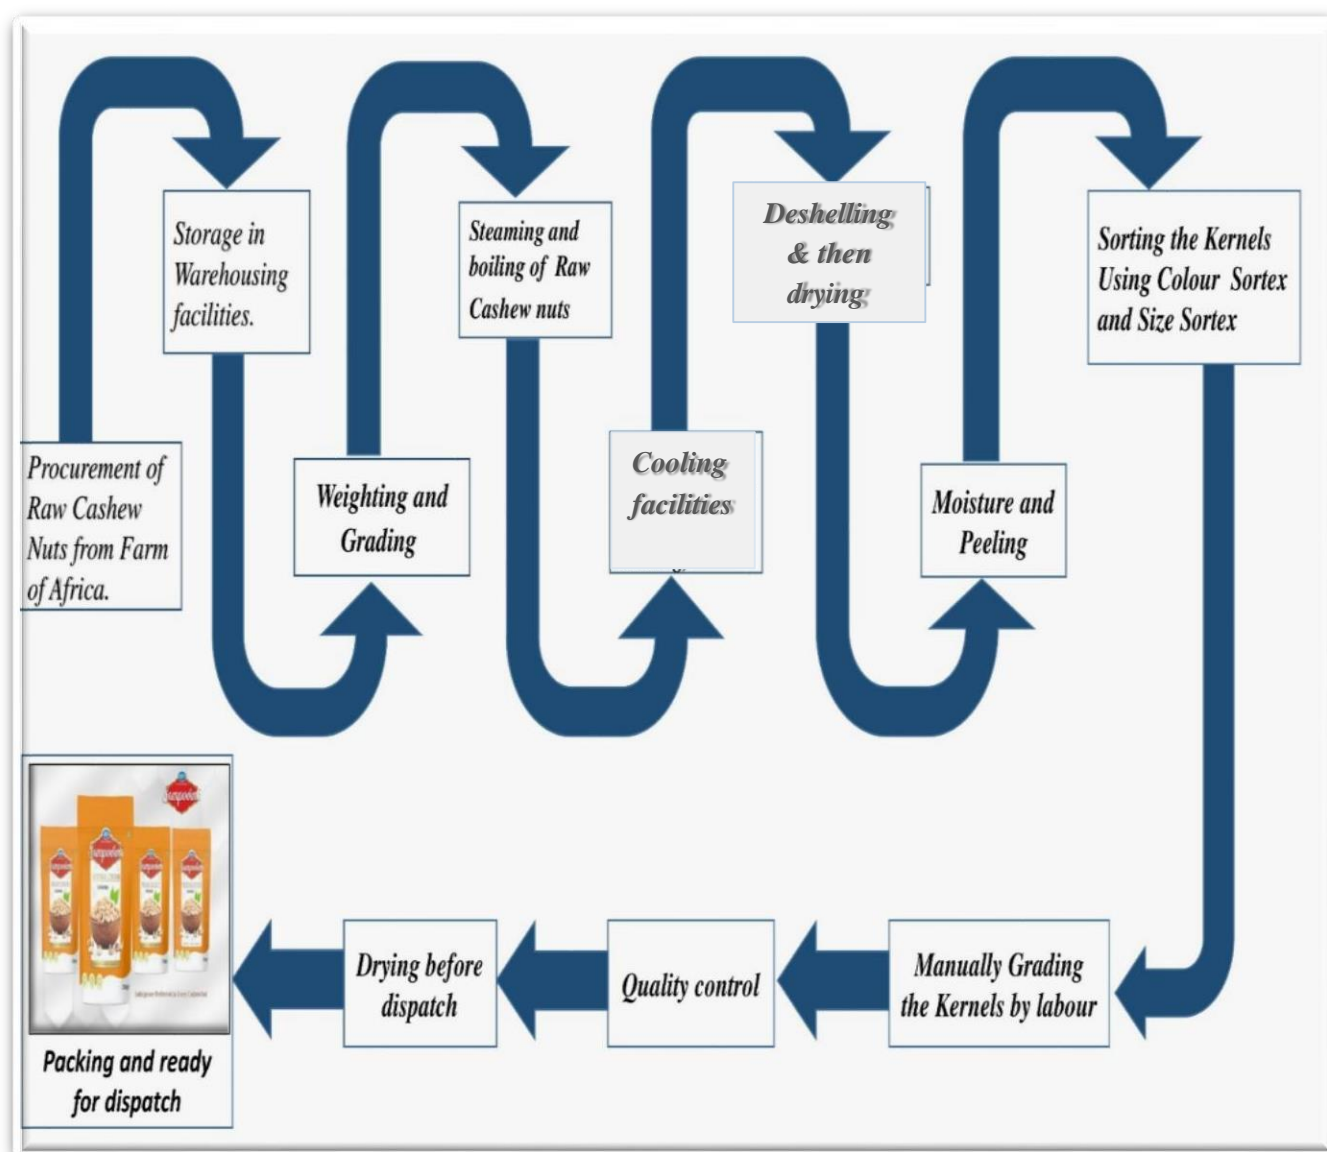 Procurement of
Raw Cashew
Nuts from Farm
of Africa.
Storage in
Warehousing
facilities.
Weighting and
Grading
Steaming and
boiling of Raw
Cashew nuts
Cooling
facilities
Deshelling
& then
drying
Moisture and
Peeling
Sorting the Kernels
Using Colour Sortex
and Size Sortex
Manually Grading
the Kernels by labour
Quality control
Drying before
dispatch
Packing and ready
for dispatch